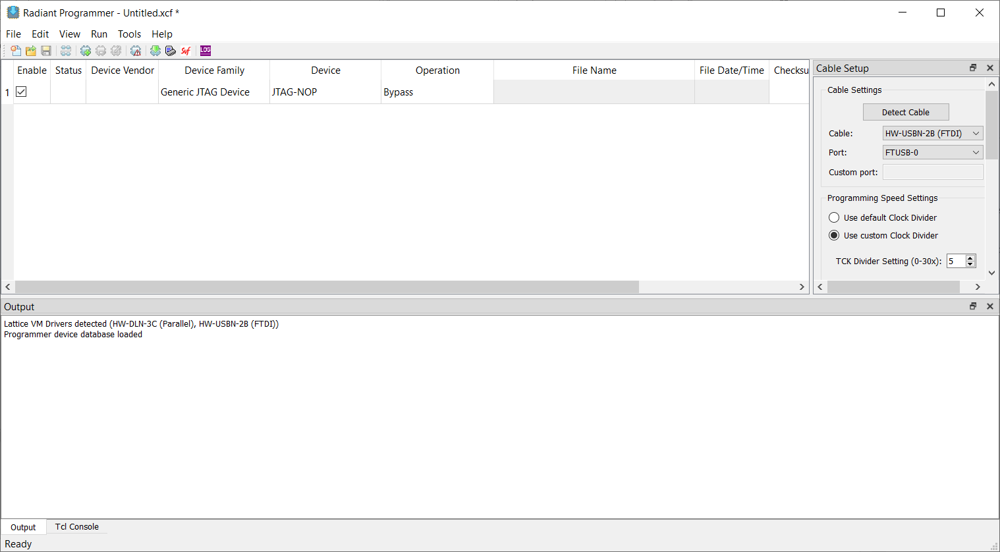 Radiant Programmer - Untitled.xcf *
File Edit View Run Tools Help
Svf LOG
Enable Status Device Vendor Device Family Device Operation File Name File Date/Time Checksu
1 Generic JTAG Device JTAG-NOP Bypass
Cable Setup
Cable Settings
Detect Cable
Cable: HW-USBN-2B (FTDI)
Port: FTUSB-0
Custom port:
Programming Speed Settings
Use default Clock Divider
Use custom Clock Divider
TCK Divider Setting (0-30x): 5
Output
Lattice VM Drivers detected (HW-DLN-3C (Parallel), HW-USBN-2B (FTDI))
Programmer device database loaded
Output Tcl Console
Ready